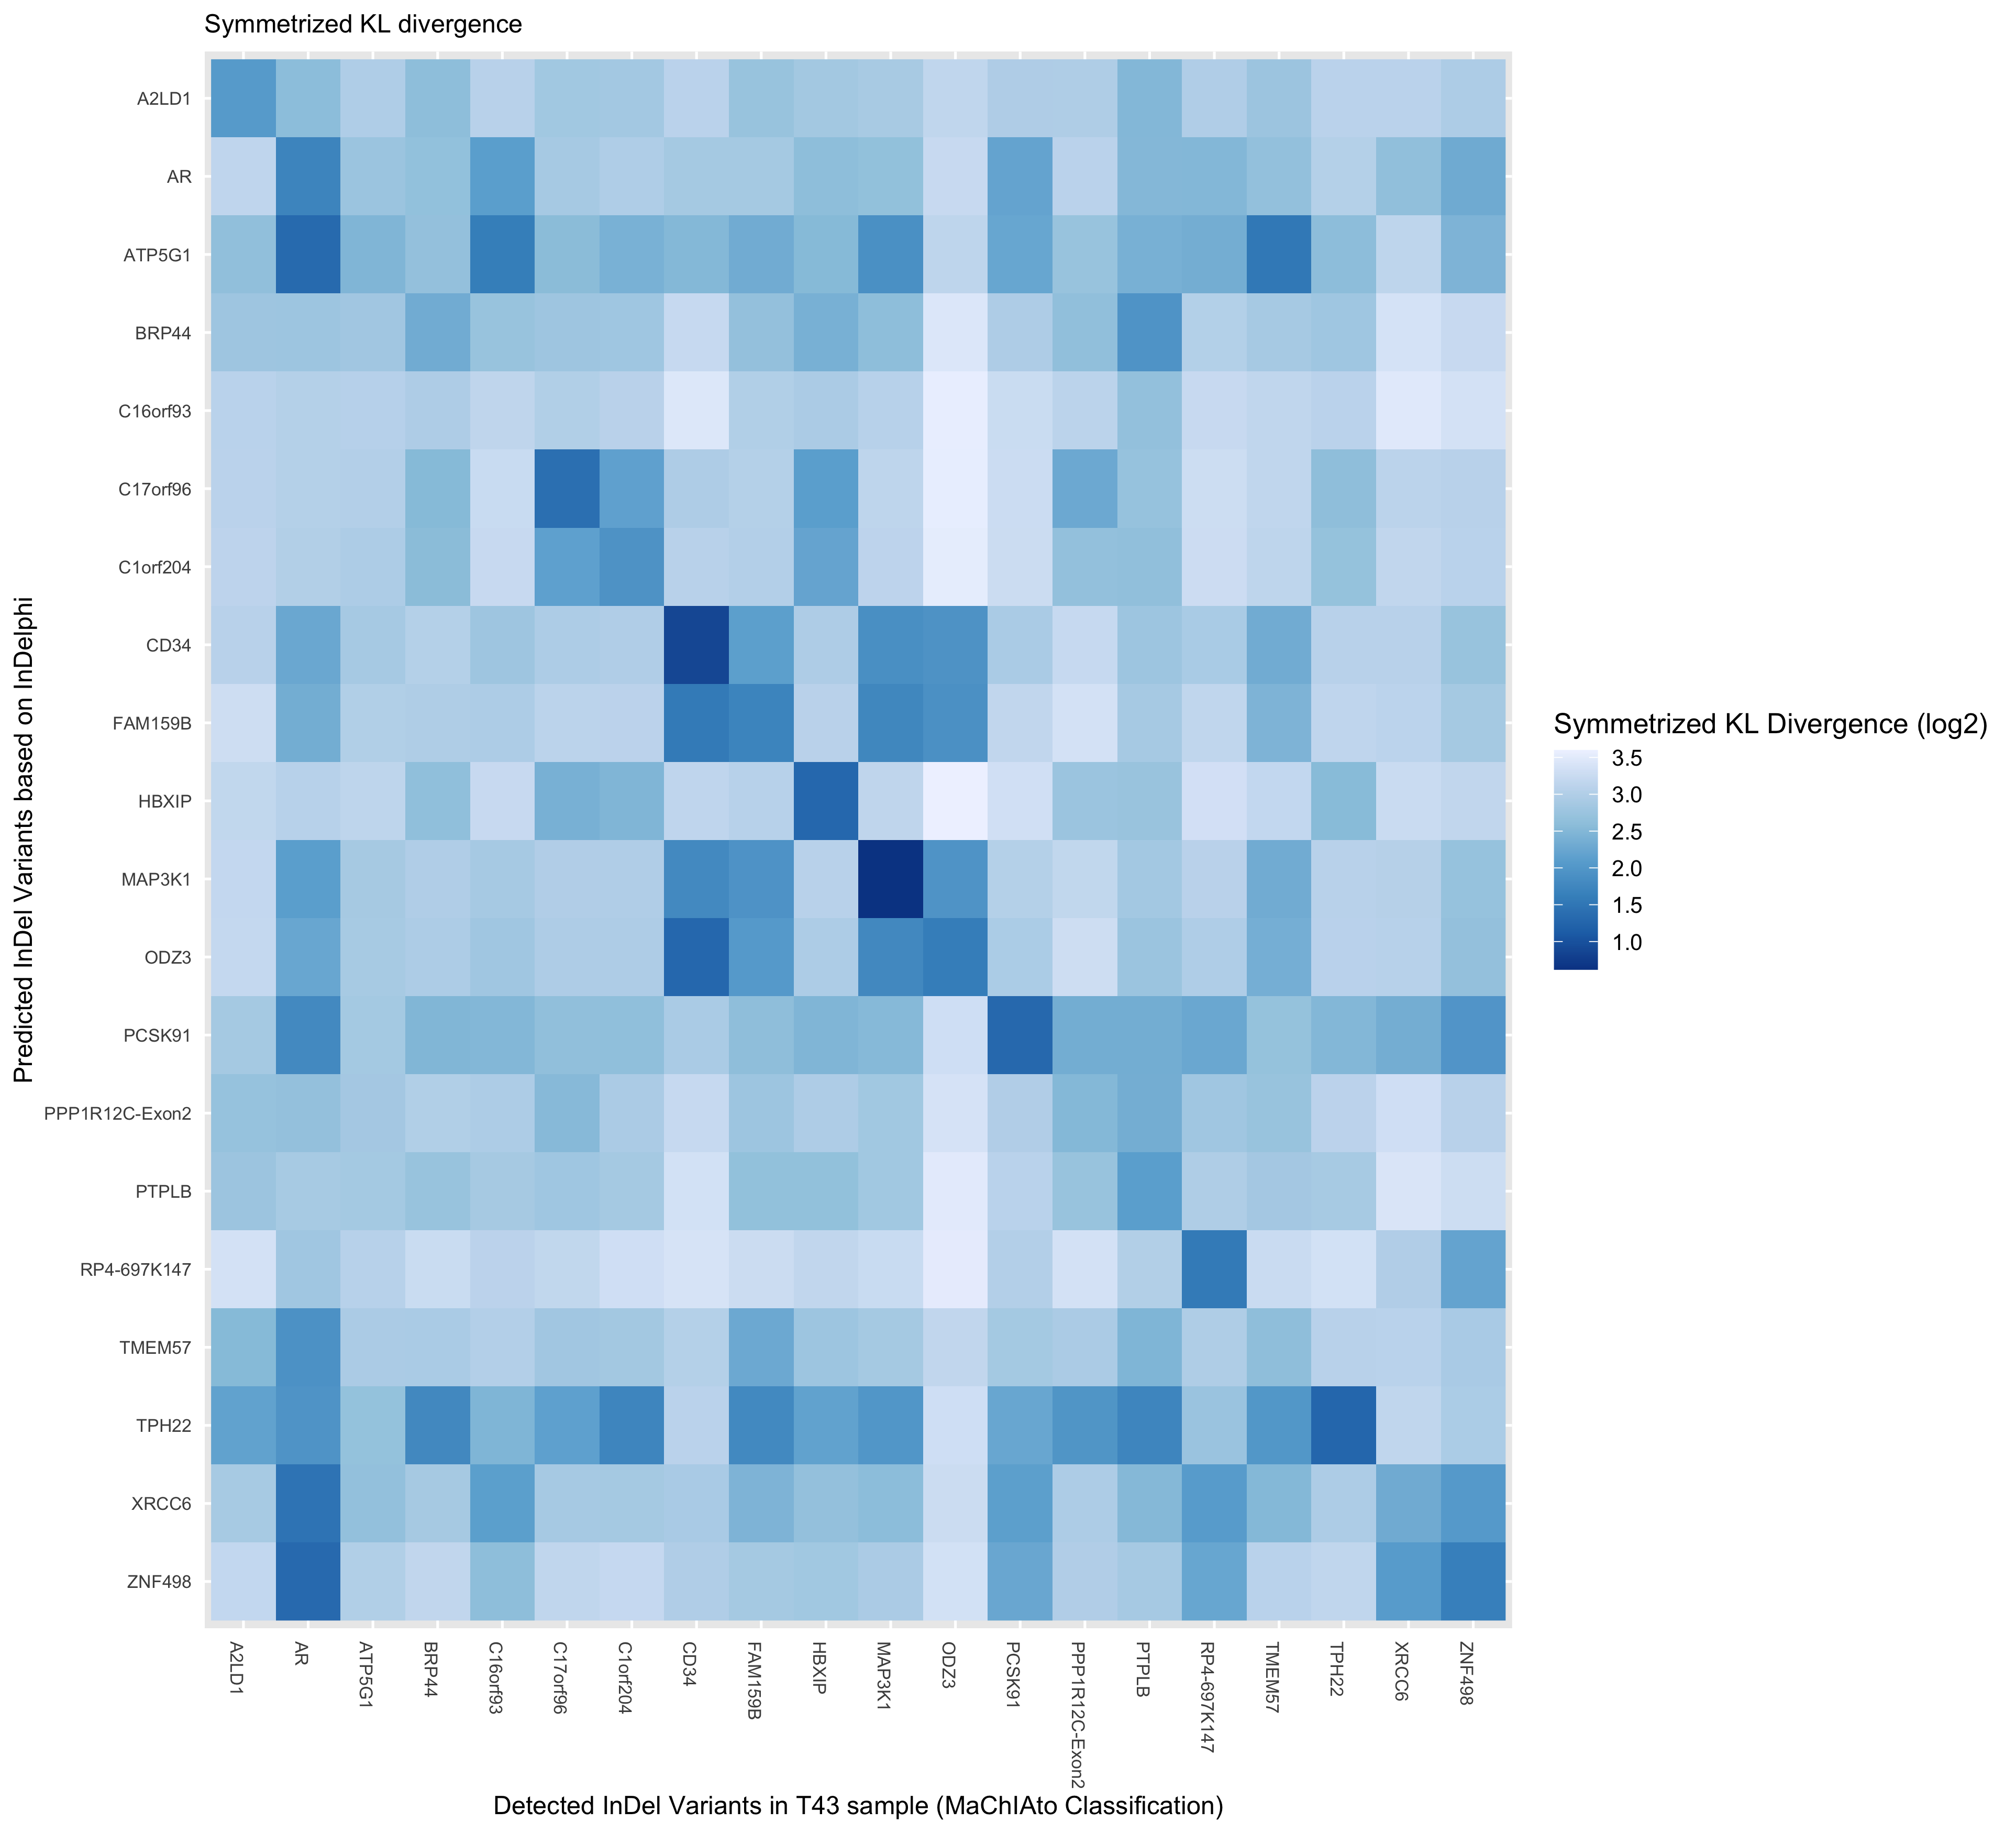 Symmetrized KL divergence
Predicted InDel Variants based on InDelphi
A2LD1
AR
ATP5G1
BRP44
C16orf93
C17orf96
C1orf204
CD34
FAM159B
HBXIP
MAP3K1
ODZ3
PCSK91
PPP1R12C-Exon2
PTPLB
RP4-697K147
TMEM57
TPH22
XRCC6
ZNF498
A2LD1
AR
ATP5G1
BRP44
C16orf93
C17orf96
C1orf204
CD34
FAM159B
HBXIP
MAP3K1
ODZ3
PCSK91
PPP1R12C-Exon2
PTPLB
RP4-697K147
TMEM57
TPH22
XRCC6
ZNF498
Detected InDel Variants in T43 sample (MaChIAto Classification)
Symmetrized KL Divergence (log2)
3.5
3.0
2.5
2.0
1.5
1.0